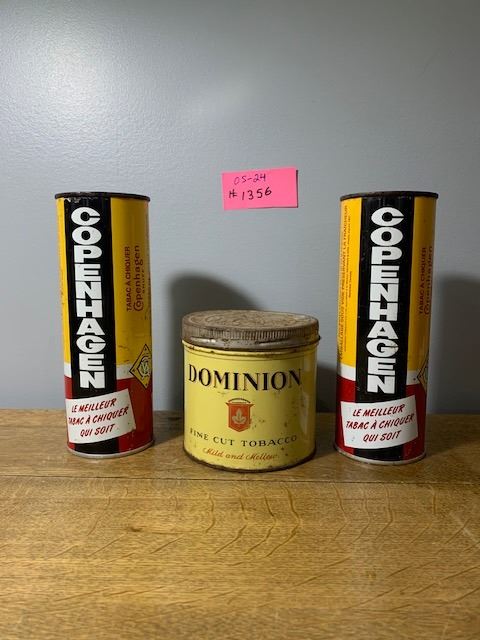 OS-24
# 1356
COPENHAGEN
TABAC À CHIQUER
Copenhagen
LE MEILLEUR
TABAC À CHIQUER
QUI SOIT
DOMINION
FINE CUT TOBACCO
Mild and Mellow
COPENHAGEN
TABAC À CHIQUER
Copenhagen
LE MEILLEUR
TABAC À CHIQUER
QUI SOIT